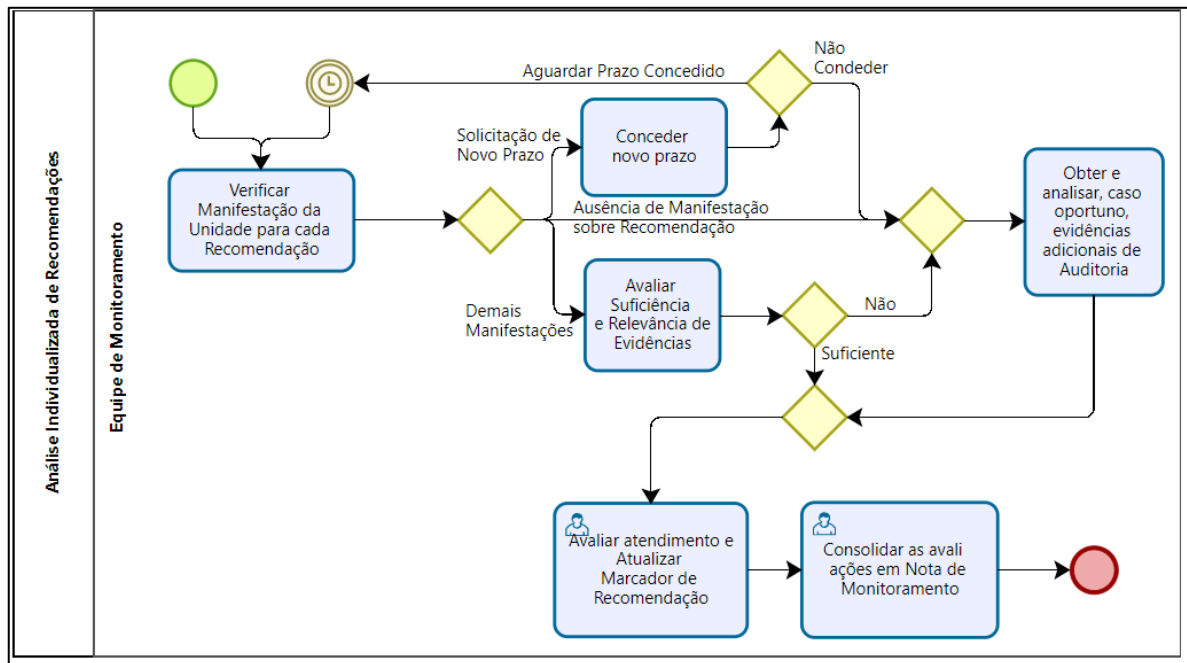 Análise Individualizada de Recomendações
Equipe de Monitoramento
Não
Condeder
Aguardar Prazo Concedido
Solicitação de
Novo Prazo
Conceder
novo prazo
Verificar
Manifestação da
Unidade para cada
Recomendação
Ausência de Manifestação
sobre Recomendação
Obter e
analisar, caso
oportuno,
evidências
adicionais de
Auditoria
Demais
Manifestações
Avaliar
Suficiência
e Relevância de
Evidências
Não
Suficiente
Avaliar atendimento e
Atualizar
Marcador de
Recomendação
Consolidar as avali
ações em Nota de
Monitoramento